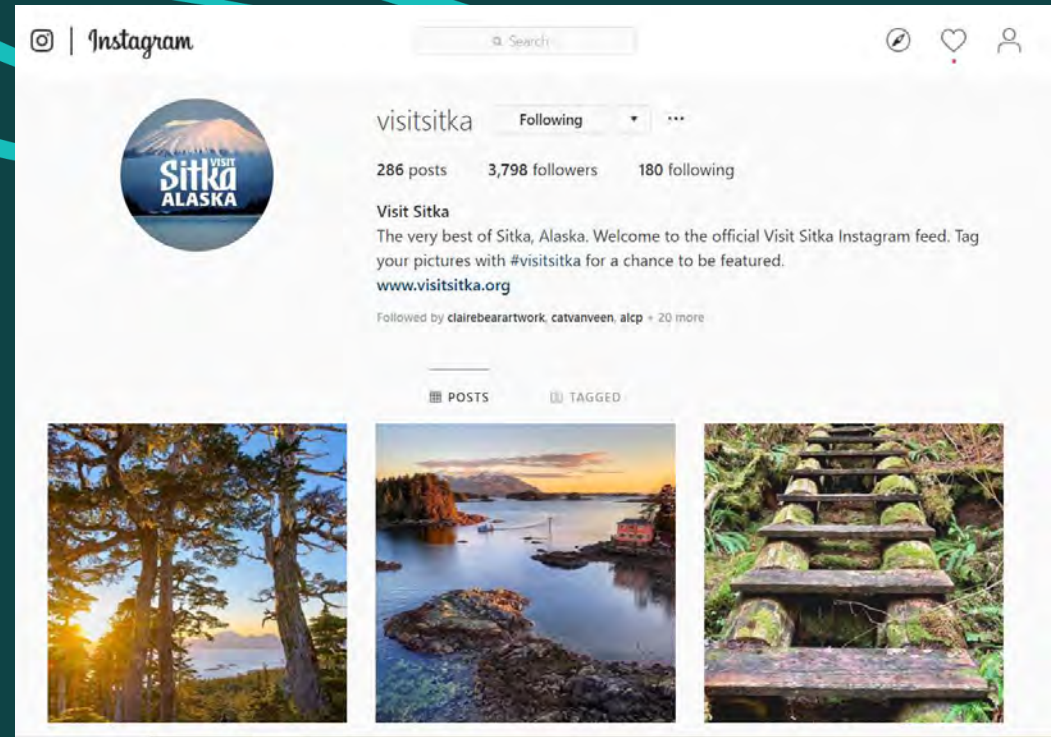 Instagram
Search
visitsitka Following
286 posts 3,798 followers 180 following
VISIT
Sitka
ALASKA
Visit Sitka
The very best of Sitka, Alaska. Welcome to the official Visit Sitka Instagram feed. Tag
your pictures with #visitsitka for a chance to be featured.
www.visitsitka.org
Followed by clairebearartwork, catvanveen, alcp + 20 more
POSTS TAGGED